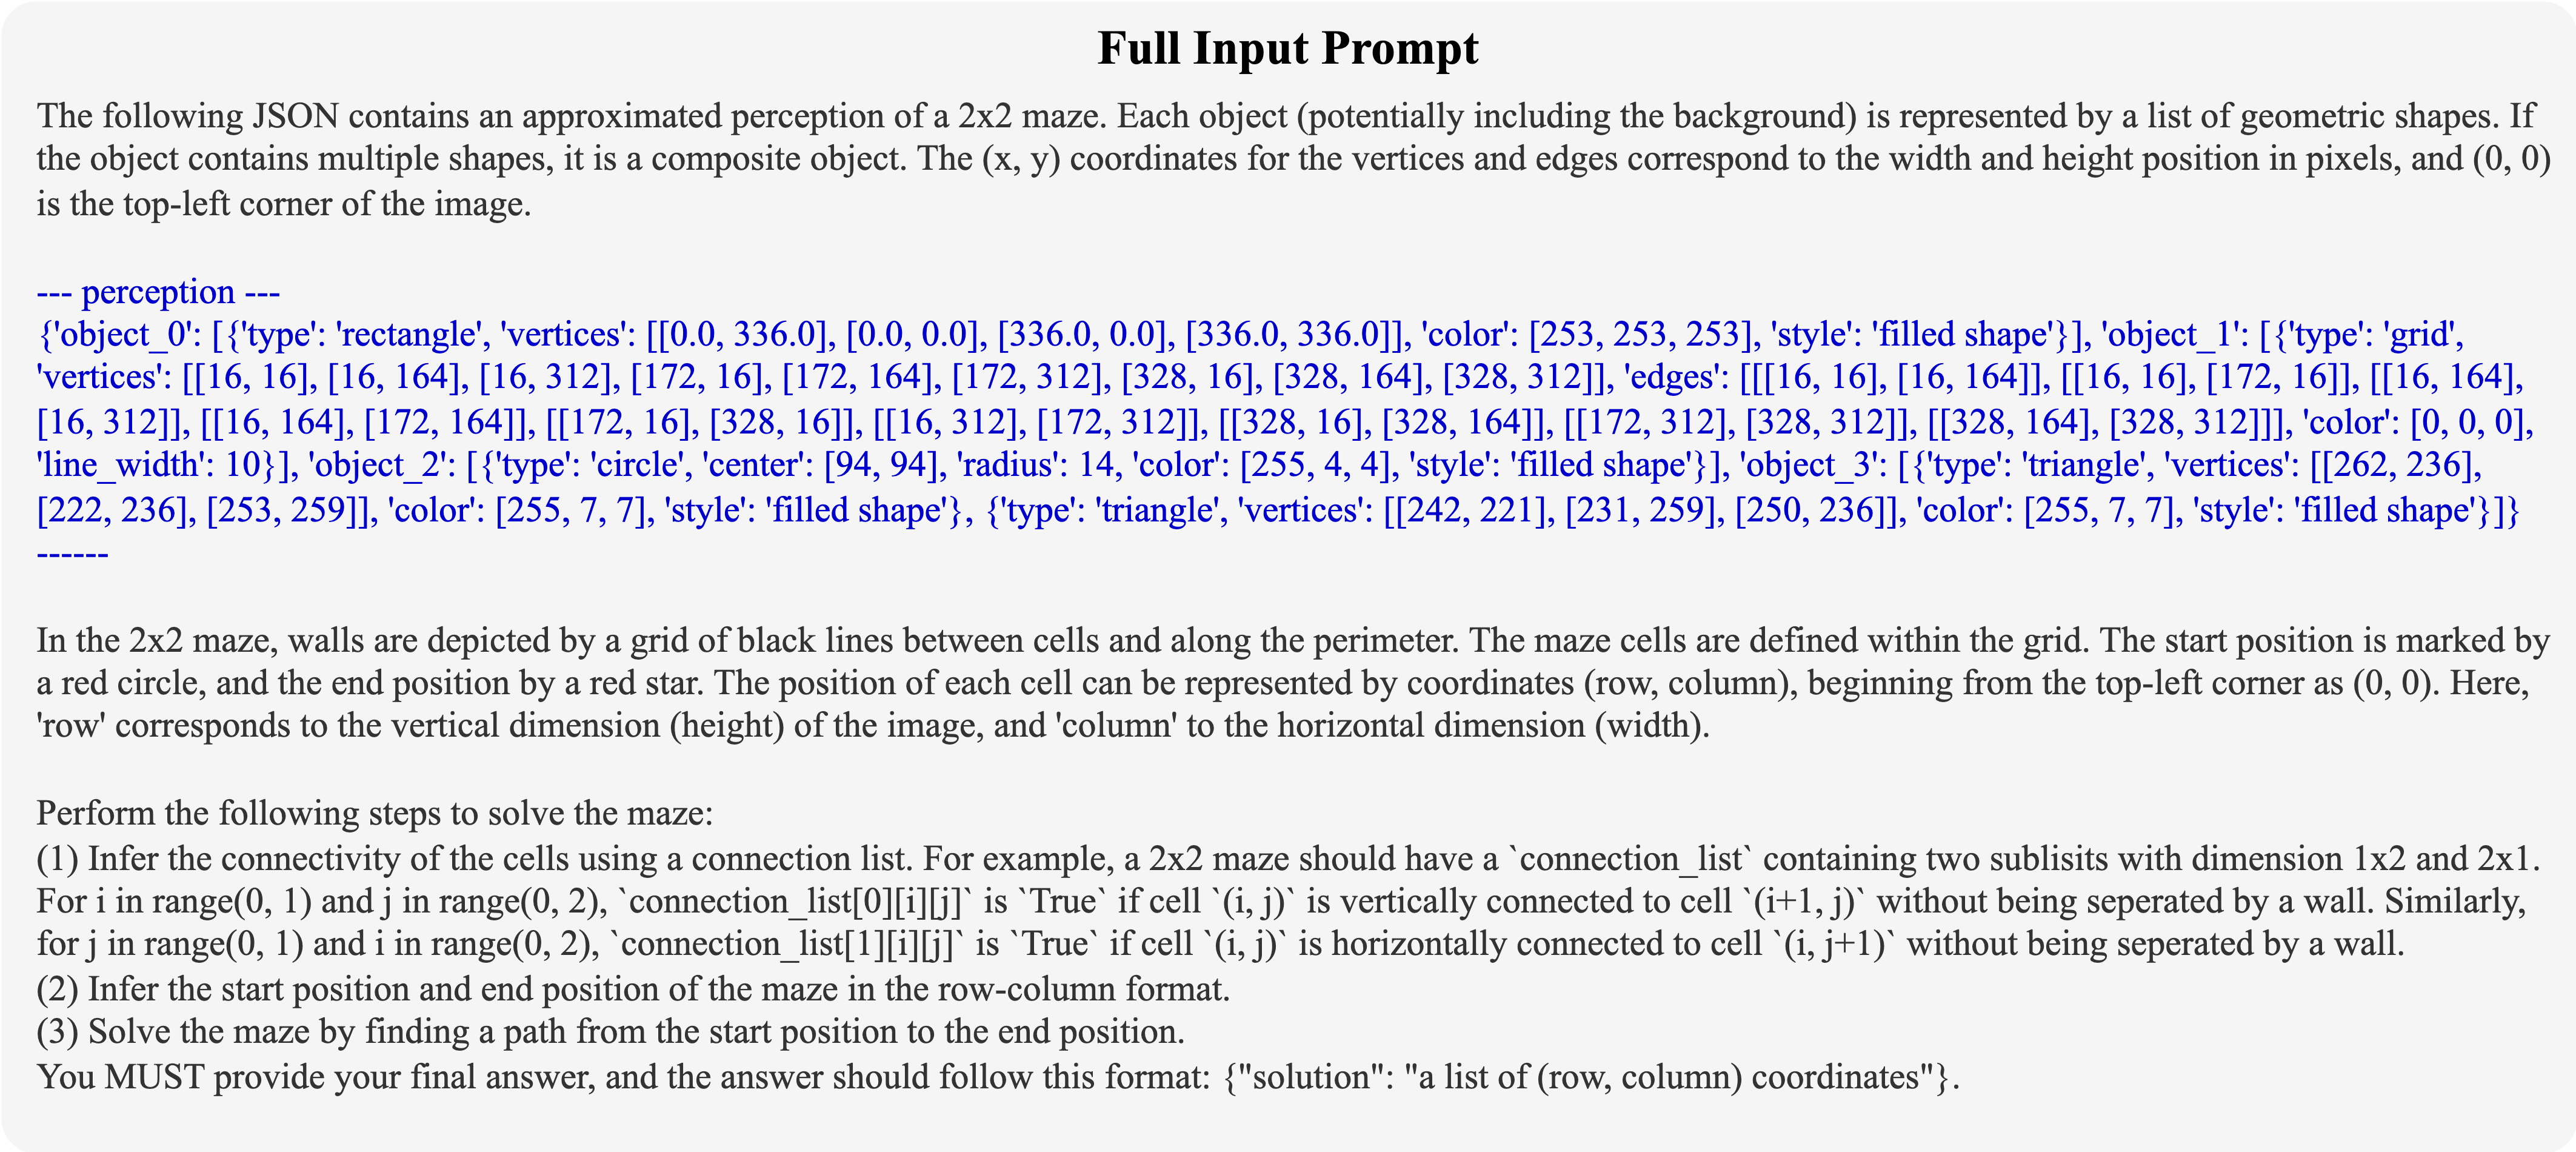 Full Input Prompt
The following JSON contains an approximated perception of a 2x2 maze. Each object (potentially including the background) is represented by a list of geometric shapes. If
the object contains multiple shapes, it is a composite object. The (x, y) coordinates for the vertices and edges correspond to the width and height position in pixels, and (0, 0)
is the top-left corner of the image.
--- perception ---
{'object_0': [{'type': 'rectangle', 'vertices': [[0.0, 336.0], [0.0, 0.0], [336.0, 0.0], [336.0, 336.0]], 'color': [253, 253, 253], 'style': 'filled shape'}], 'object_1': [{'type': 'grid',
'vertices': [[16, 16], [16, 164], [16, 312], [172, 16], [172, 164], [172, 312], [328, 16], [328, 164], [328, 312]], 'edges': [[[16, 16], [16, 164]], [[16, 16], [172, 16]], [[16, 164],
[16, 312]], [[16, 164], [172, 164]], [[172, 16], [328, 16]], [[16, 312], [172, 312]], [[328, 16], [328, 164]], [[172, 312], [328, 312]], [[328, 164], [328, 312]]], 'color': [0, 0, 0],
'line_width': 10}], 'object_2': [{'type': 'circle', 'center': [94, 94], 'radius': 14, 'color': [255, 4, 4], 'style': 'filled shape'}], 'object_3': [{'type': 'triangle', 'vertices': [[262, 236],
[222, 236], [253, 259]], 'color': [255, 7, 7], 'style': 'filled shape'}, {'type': 'triangle', 'vertices': [[242, 221], [231, 259], [250, 236]], 'color': [255, 7, 7], 'style': 'filled shape'}]}
------
In the 2x2 maze, walls are depicted by a grid of black lines between cells and along the perimeter. The maze cells are defined within the grid. The start position is marked by
a red circle, and the end position by a red star. The position of each cell can be represented by coordinates (row, column), beginning from the top-left corner as (0, 0). Here,
'row' corresponds to the vertical dimension (height) of the image, and 'column' to the horizontal dimension (width).
Perform the following steps to solve the maze:
(1) Infer the connectivity of the cells using a connection list. For example, a 2x2 maze should have a `connection_list` containing two sublisits with dimension 1x2 and 2x1.
For i in range(0, 1) and j in range(0, 2), `connection_list[0][i][j]` is `True` if cell `(i, j)` is vertically connected to cell `(i+1, j)` without being seperated by a wall. Similarly,
for j in range(0, 1) and i in range(0, 2), `connection_list[1][i][j]` is `True` if cell `(i, j)` is horizontally connected to cell `(i, j+1)` without being seperated by a wall.
(2) Infer the start position and end position of the maze in the row-column format.
(3) Solve the maze by finding a path from the start position to the end position.
You MUST provide your final answer, and the answer should follow this format: {"solution": "a list of (row, column) coordinates"}.